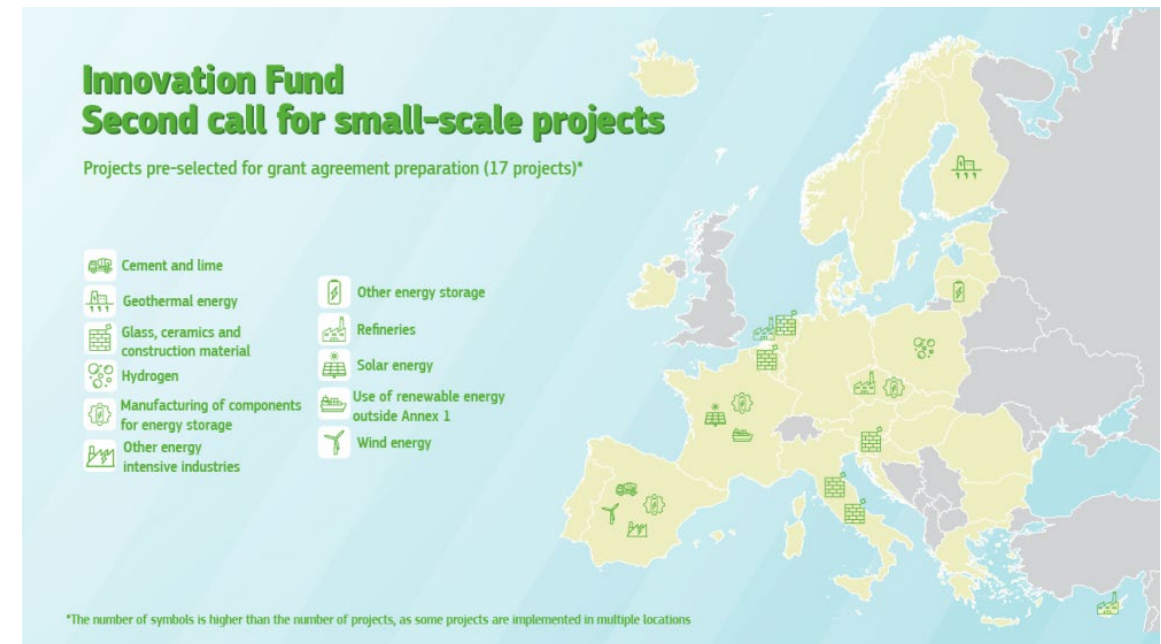 Innovation Fund
Second call for small-scale projects
Projects pre-selected for grant agreement preparation (17 projects)*
Cement and lime
Geothermal energy
Glass, ceramics and
construction material
Hydrogen
Manufacturing of components
for energy storage
Other energy
intensive industries
Other energy storage
Refineries
Solar energy
Use of renewable energy
outside Annex 1
Wind energy
*The number of symbols is higher than the number of projects, as some projects are implemented in multiple locations